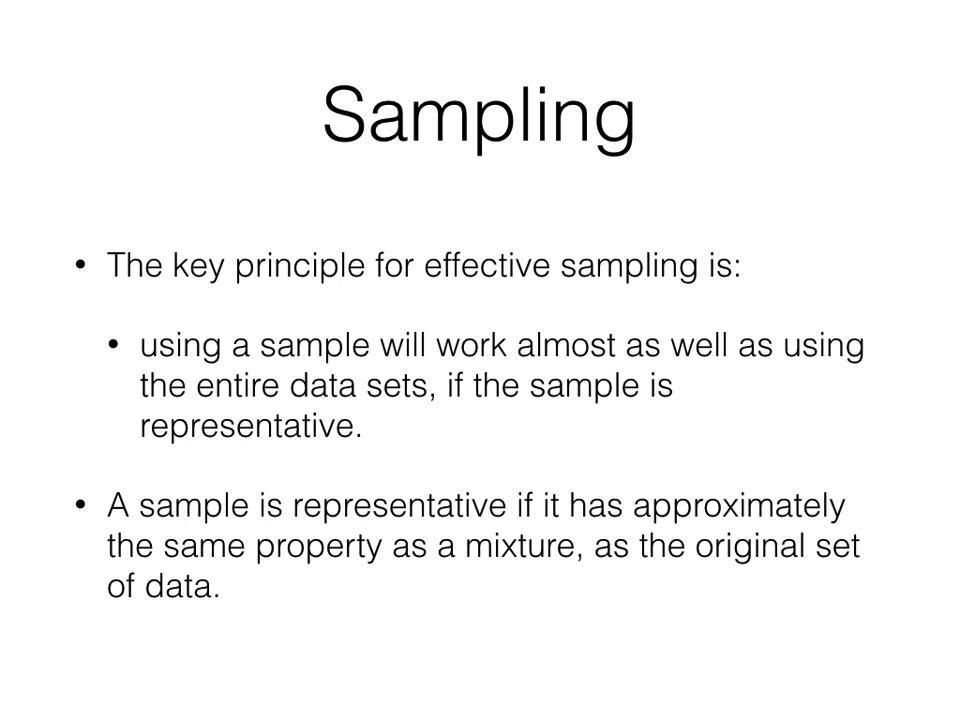 Sampling
• The key principle for effective sampling is:
• using a sample will work almost as well as using
the entire data sets, if the sample is
representative.
• A sample is representative if it has approximately
the same property as a mixture, as the original set
of data.